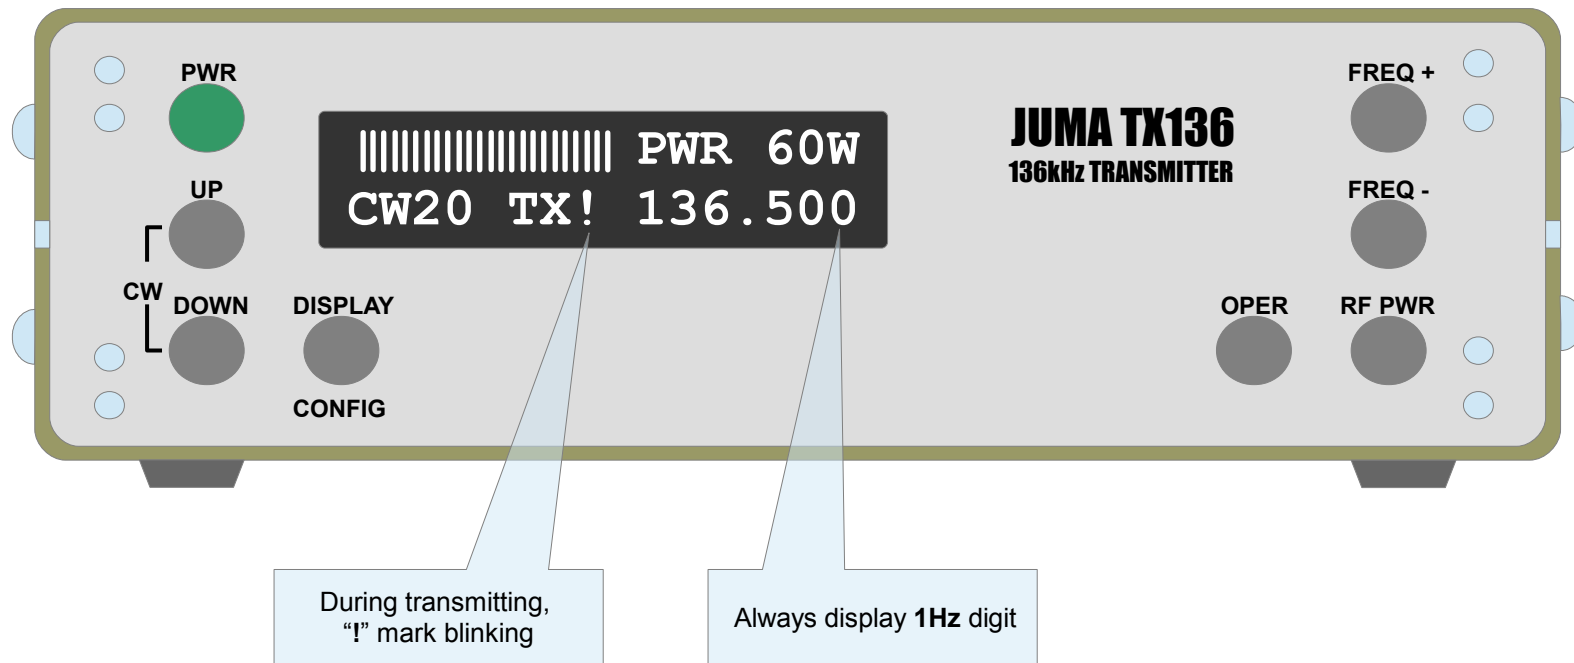 PWR
UP
CW
DOWN
DISPLAY
CONFIG
PWR 60W
CW20 TX! 136.500
JUMA TX136
136kHz TRANSMITTER
FREQ +
FREQ -
OPER
RF PWR
During transmitting,
“!” mark blinking
Always display 1Hz digit